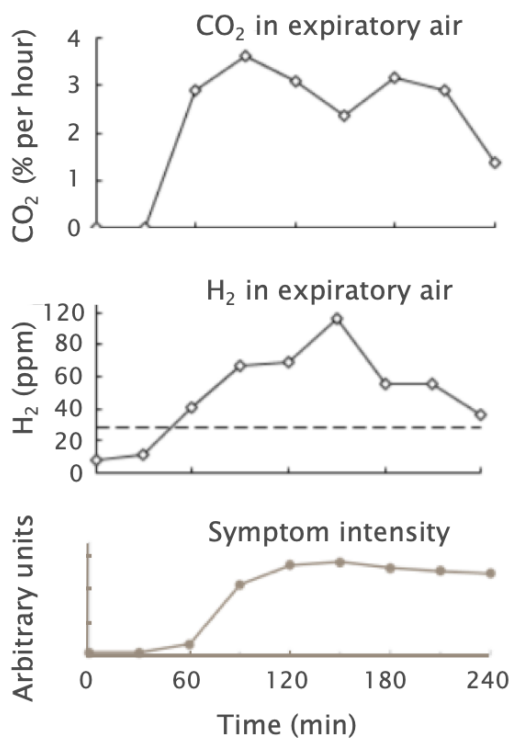 CO₂ in expiratory air
CO₂ (% per hour)
4
3
2
1
0
H₂ in expiratory air
H₂ (ppm)
120
80
60
40
20
0
Symptom intensity
Arbitrary units
0 60 120 180 240
Time (min)